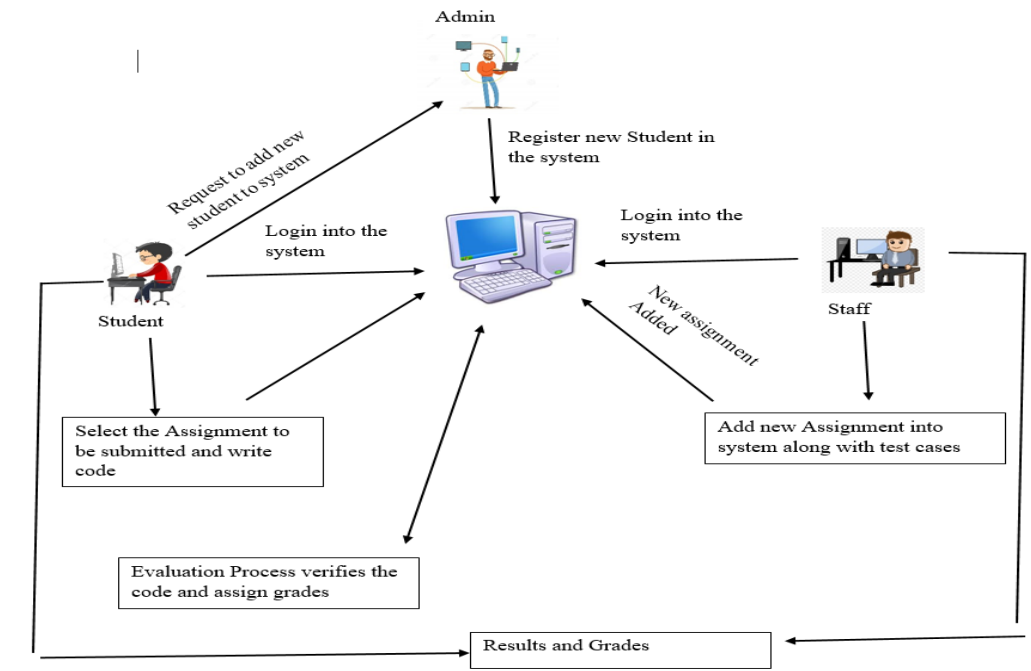 Admin
Request to add new
student to system
Register new Student in
the system
Login into the
system
Login into the
system
Student
Staff
New assignment
Added
Select the Assignment to
be submitted and write
code
Add new Assignment into
system along with test cases
Evaluation Process verifies the
code and assign grades
Results and Grades